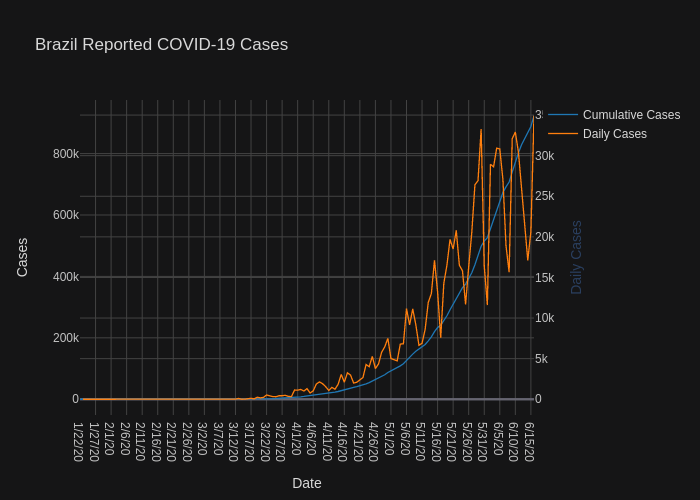 Brazil Reported COVID-19 Cases
Cumulative Cases
Daily Cases
Cases
800k
600k
400k
200k
0
30k
25k
20k
15k
10k
5k
0
Daily Cases
1/22/20
1/27/20
2/1/20
2/6/20
2/11/20
2/16/20
2/21/20
2/26/20
3/2/20
3/7/20
3/12/20
3/17/20
3/22/20
3/27/20
4/1/20
4/6/20
4/11/20
4/16/20
4/21/20
4/26/20
5/1/20
5/6/20
5/11/20
5/16/20
5/21/20
5/26/20
5/31/20
6/5/20
6/10/20
6/15/20
Date